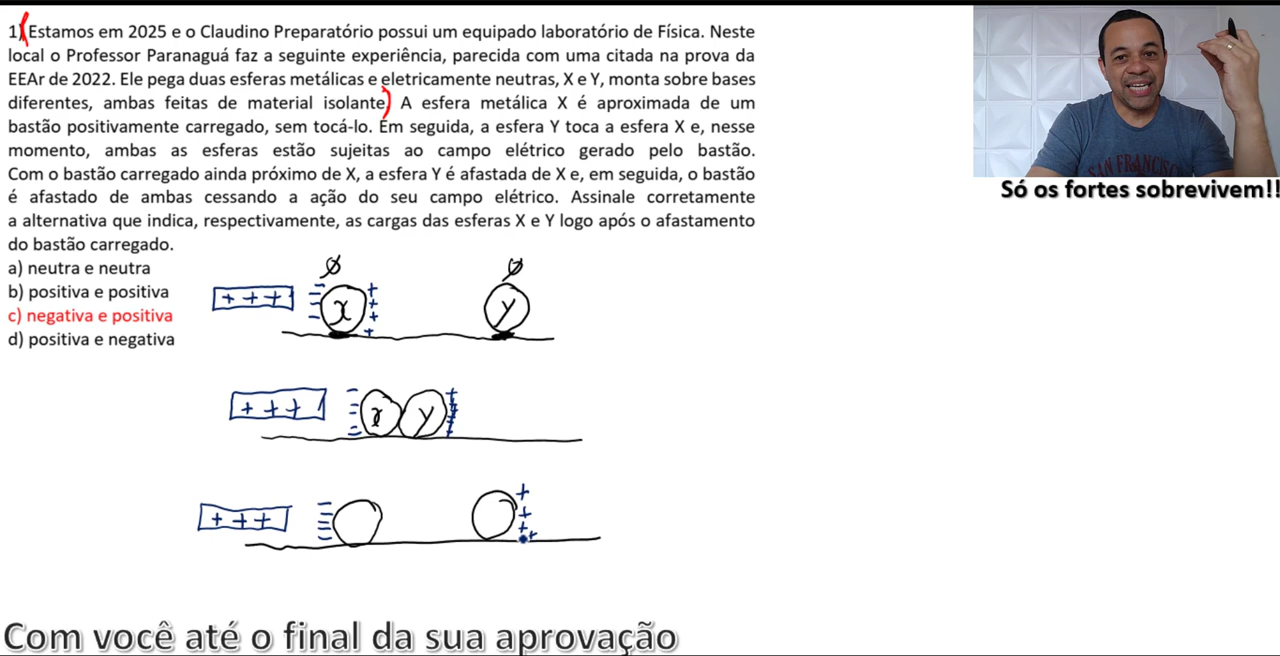 1) Estamos em 2025 e o Claudino Preparatório possui um equipado laboratório de Física. Neste
local o Professor Paranaguá faz a seguinte experiência, parecida com uma citada na prova da
EEAr de 2022. Ele pega duas esferas metálicas e eletricamente neutras, X e Y, monta sobre bases
diferentes, ambas feitas de material isolante. A esfera metálica X é aproximada de um
bastão positivamente carregado, sem tocá-lo. Em seguida, a esfera Y toca a esfera X e, nesse
momento, ambas as esferas estão sujeitas ao campo elétrico gerado pelo bastão.
Com o bastão carregado ainda próximo de X, a esfera Y é afastada de X e, em seguida, o bastão
é afastado de ambas cessando a ação do seu campo elétrico. Assinale corretamente
a alternativa que indica, respectivamente, as cargas das esferas X e Y logo após o afastamento
do bastão carregado.
a) neutra e neutra
b) positiva e positiva
c) negativa e positiva
d) positiva e negativa
SAN FRANCISC
Só os fortes sobrevivem!!
+ + + x Y
+ + + x Y
+ + +
Com você até o final da sua aprovação